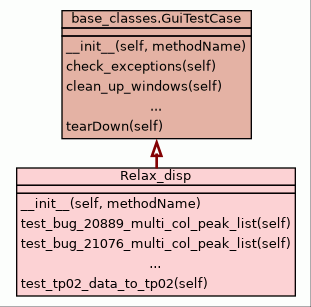 base_classes.GuiTestCase
__init__(self, methodName)
check_exceptions(self)
clean_up_windows(self)
...
tearDown(self)
Relax_disp
__init__(self, methodName)
test_bug_20889_multi_col_peak_list(self)
test_bug_21076_multi_col_peak_list(self)
...
test_tp02_data_to_tp02(self)